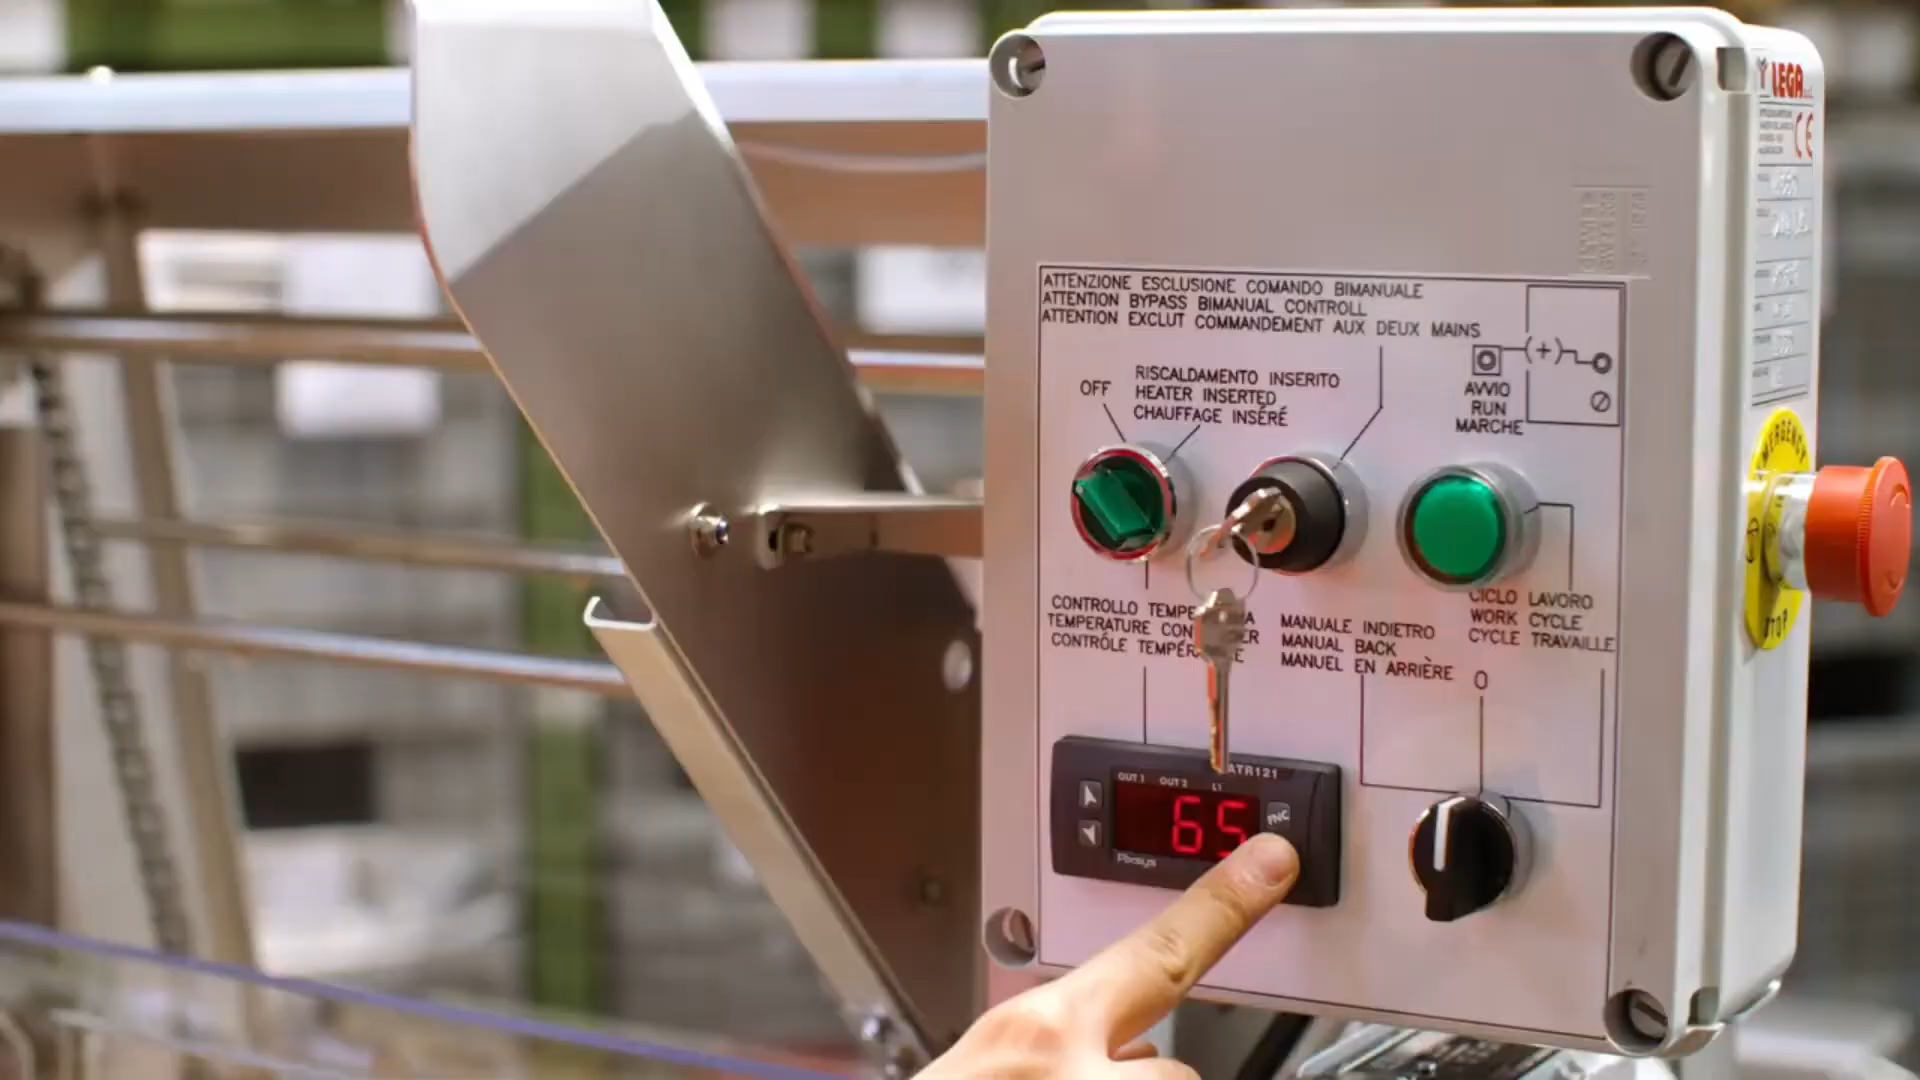 LEGA
CE
ATTENZIONE ESCLUSIONE COMANDO BIMANUALE
ATTENTION BYPASS BIMANUAL CONTROLL
ATTENTION EXCLUT COMMANDEMENT AUX DEUX MAINS
OFF
RISCALDAMENTO INSERITO
HEATER INSERTED
CHAUFFAGE INSÉRÉ
(+)
AVVIO
RUN
MARCHE
EMERGENCY
STOP
CONTROLLO
TEMPERATURE
CONTRÔLE
MANUALE INDIETRO
MANUAL BACK
MANUEL EN ARRIÈRE
0
CICLO LAVORO
WORK CYCLE
CYCLE TRAVAILLE
ATR121
OUT 1 OUT 2 L1
65
FNC
Pixsys